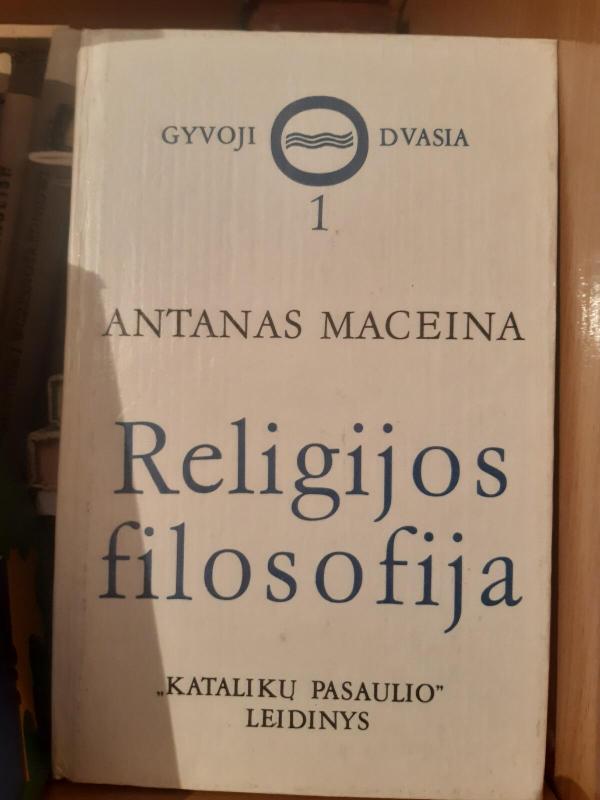 GYVOJI DVASIA
1
ANTANAS MACEINA
Religijos
filosofija
„KATALIKŲ PASAULIO”
LEIDINYS